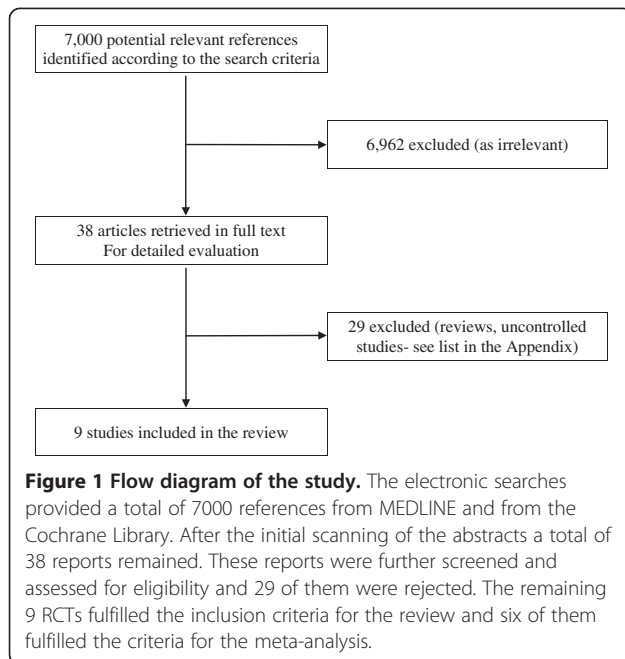 7,000 potential relevant references
identified according to the search criteria
6,962 excluded (as irrelevant)
38 articles retrieved in full text
For detailed evaluation
29 excluded (reviews, uncontrolled
studies- see list in the Appendix)
9 studies included in the review
Figure 1 Flow diagram of the study. The electronic searches
provided a total of 7000 references from MEDLINE and from the
Cochrane Library. After the initial scanning of the abstracts a total of
38 reports remained. These reports were further screened and
assessed for eligibility and 29 of them were rejected. The remaining
9 RCTs fulfilled the inclusion criteria for the review and six of them
fulfilled the criteria for the meta-analysis.